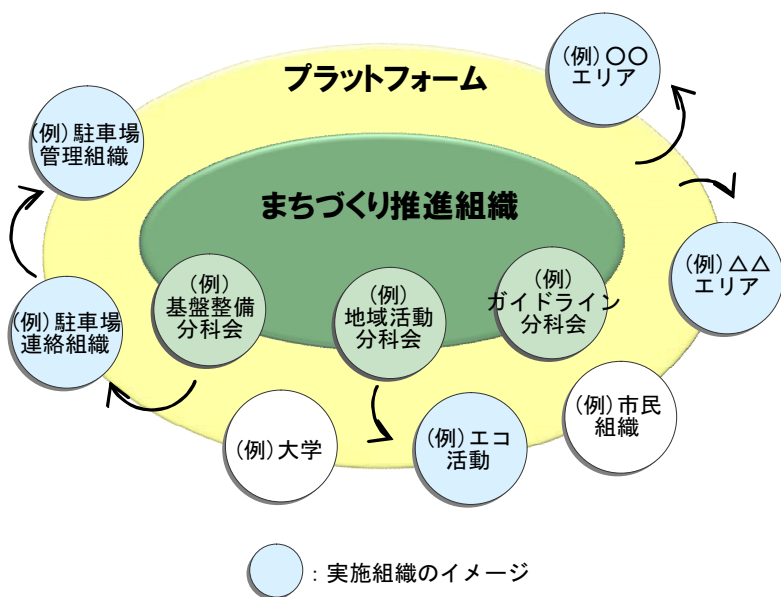 (例)〇〇
エリア
プラットフォーム
(例)駐車場
管理組織
まちづくり推進組織
(例)△△
エリア
(例)
基盤整備
分科会
(例)
地域活動
分科会
(例)
ガイドライン
分科会
(例)駐車場
連絡組織
(例)市民
組織
(例)大学
(例)エコ
活動
：実施組織のイメージ